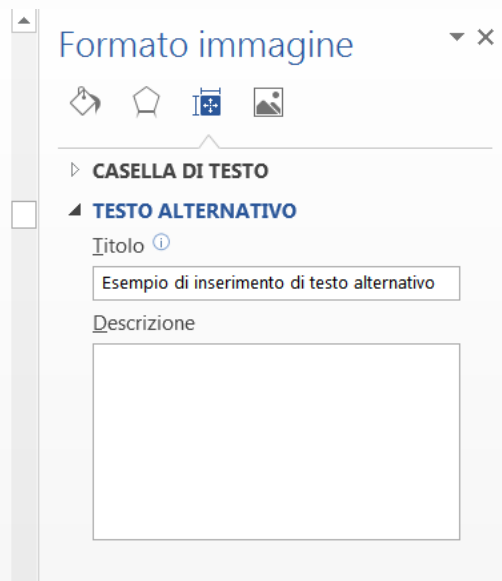 Formato immagine
CASELLA DI TESTO
TESTO ALTERNATIVO
Titolo
Esempio di inserimento di testo alternativo
Descrizione